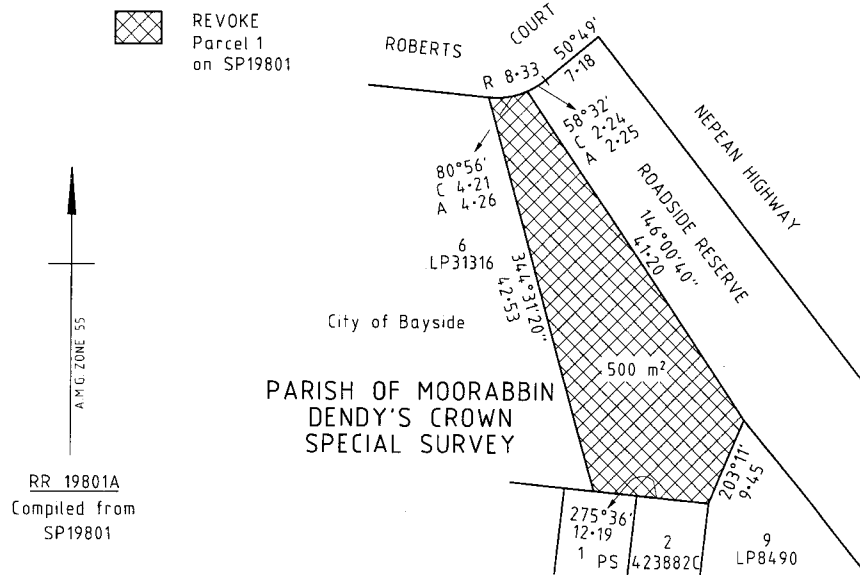 REVOKE
Parcel 1
on SP19801
ROBERTS
COURT
R 8·33
50°49'
7·18
58°32'
C 2·24
A 2·25
NEPEAN HIGHWAY
ROADSIDE RESERVE
146°00'40"
41·20
80°56'
C 4·21
A 4·26
6
LP31316
344°31'20"
42·53
City of Bayside
A M G ZONE 55
500 m²
PARISH OF MOORABBIN
DENDY'S CROWN
SPECIAL SURVEY
203°11'
9·45
RR 19801A
Compiled from
SP19801
275°36'
12·19
1
PS
2
423882C
9
LP8490